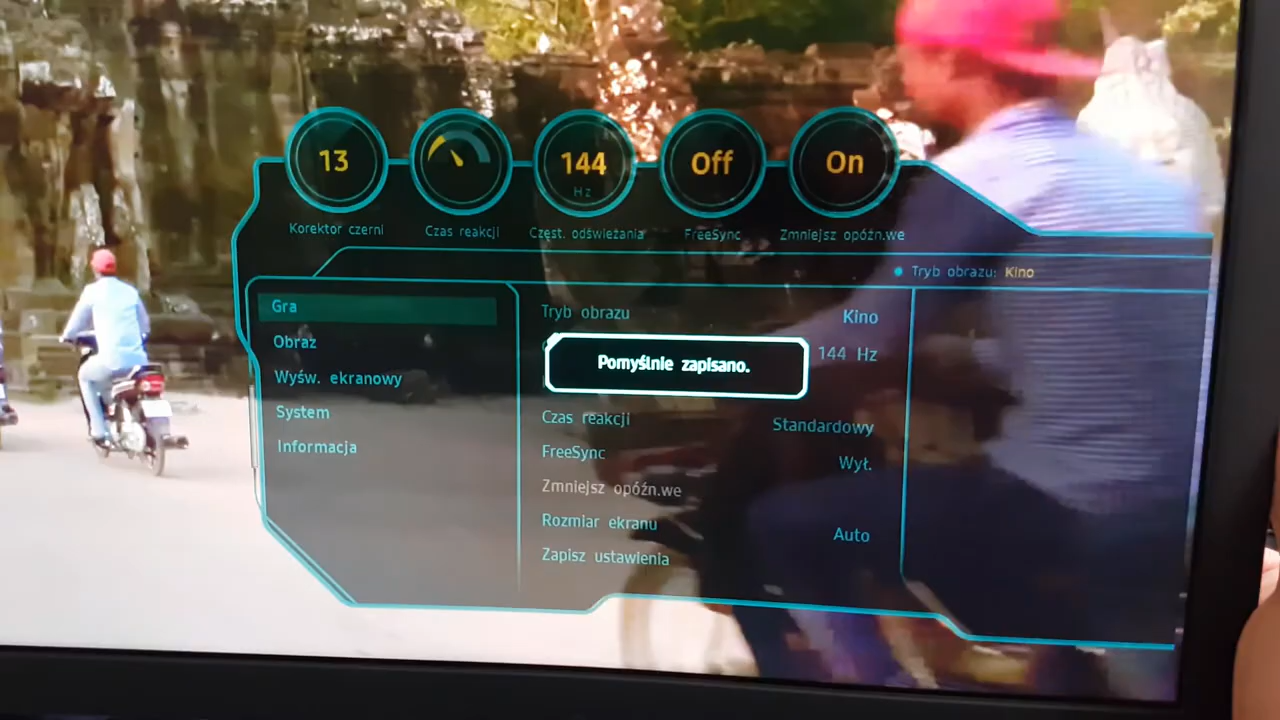 13
144
Hz
Off
On
Korektor czerni
Czas reakcji
Częst. odświeżania
FreeSync
Zmniejsz opóźn.we
Tryb obrazu: Kino
Gra
Obraz
Wyśw. ekranowy
System
Informacja
Tryb obrazu Kino
144 Hz
Pomyślnie zapisano.
Czas reakcji Standardowy
FreeSync Wył.
Zmniejsz opóźn.we
Rozmiar ekranu Auto
Zapisz ustawienia